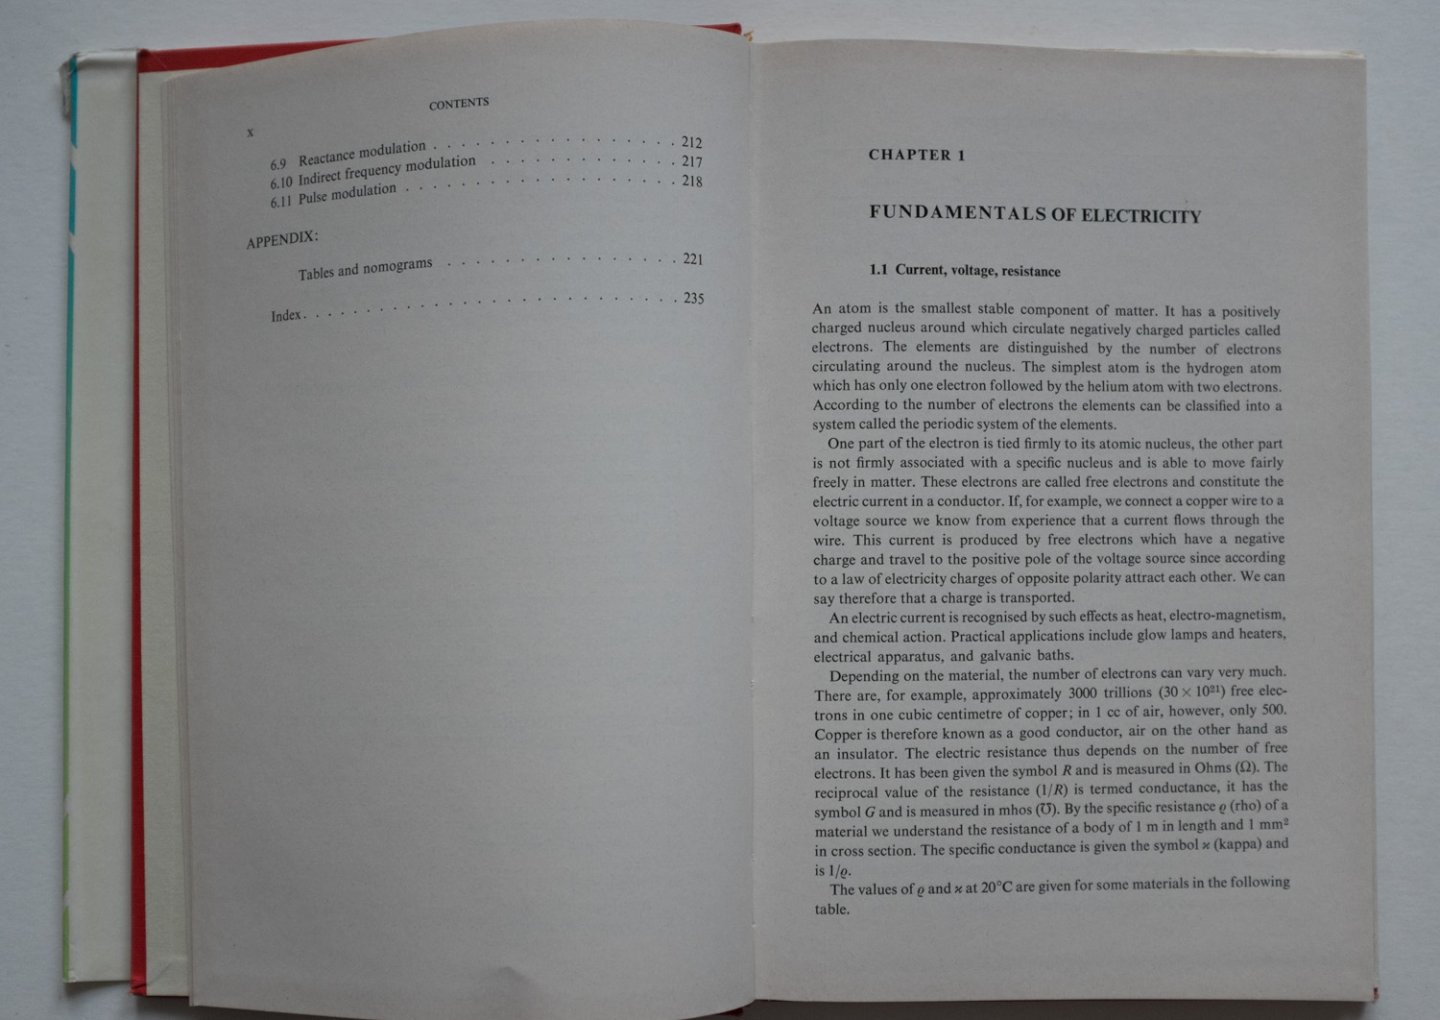 CONTENTS
x
6.9 Reactance modulation . . . . . . . . . . . . . . . . 212
6.10 Indirect frequency modulation . . . . . . . . . . . . 217
6.11 Pulse modulation . . . . . . . . . . . . . . . . . 218
APPENDIX:
Tables and nomograms . . . . . . . . . . . . . . . 221
Index . . . . . . . . . . . . . . . . . . . . . . . . 235
CHAPTER 1
FUNDAMENTALS OF ELECTRICITY
1.1 Current, voltage, resistance
An atom is the smallest stable component of matter. It has a positively
charged nucleus around which circulate negatively charged particles called
electrons. The elements are distinguished by the number of electrons
circulating around the nucleus. The simplest atom is the hydrogen atom
which has only one electron followed by the helium atom with two electrons.
According to the number of electrons the elements can be classified into a
system called the periodic system of the elements.
One part of the electron is tied firmly to its atomic nucleus, the other part
is not firmly associated with a specific nucleus and is able to move fairly
freely in matter. These electrons are called free electrons and constitute the
electric current in a conductor. If, for example, we connect a copper wire to a
voltage source we know from experience that a current flows through the
wire. This current is produced by free electrons which have a negative
charge and travel to the positive pole of the voltage source since according
to a law of electricity charges of opposite polarity attract each other. We can
say therefore that a charge is transported.
An electric current is recognised by such effects as heat, electro-magnetism,
and chemical action. Practical applications include glow lamps and heaters,
electrical apparatus, and galvanic baths.
Depending on the material, the number of electrons can vary very much.
There are, for example, approximately 3000 trillions (30 × 10²¹) free elec-
trons in one cubic centimetre of copper; in 1 cc of air, however, only 500.
Copper is therefore known as a good conductor, air on the other hand as
an insulator. The electric resistance thus depends on the number of free
electrons. It has been given the symbol R and is measured in Ohms (Ω). The
reciprocal value of the resistance (1/R) is termed conductance, it has the
symbol G and is measured in mhos (℧). By the specific resistance ϱ (rho) of a
material we understand the resistance of a body of 1 m in length and 1 mm²
in cross section. The specific conductance is given the symbol ϰ (kappa) and
is 1/ϱ.
The values of ϱ and ϰ at 20°C are given for some materials in the following
table.